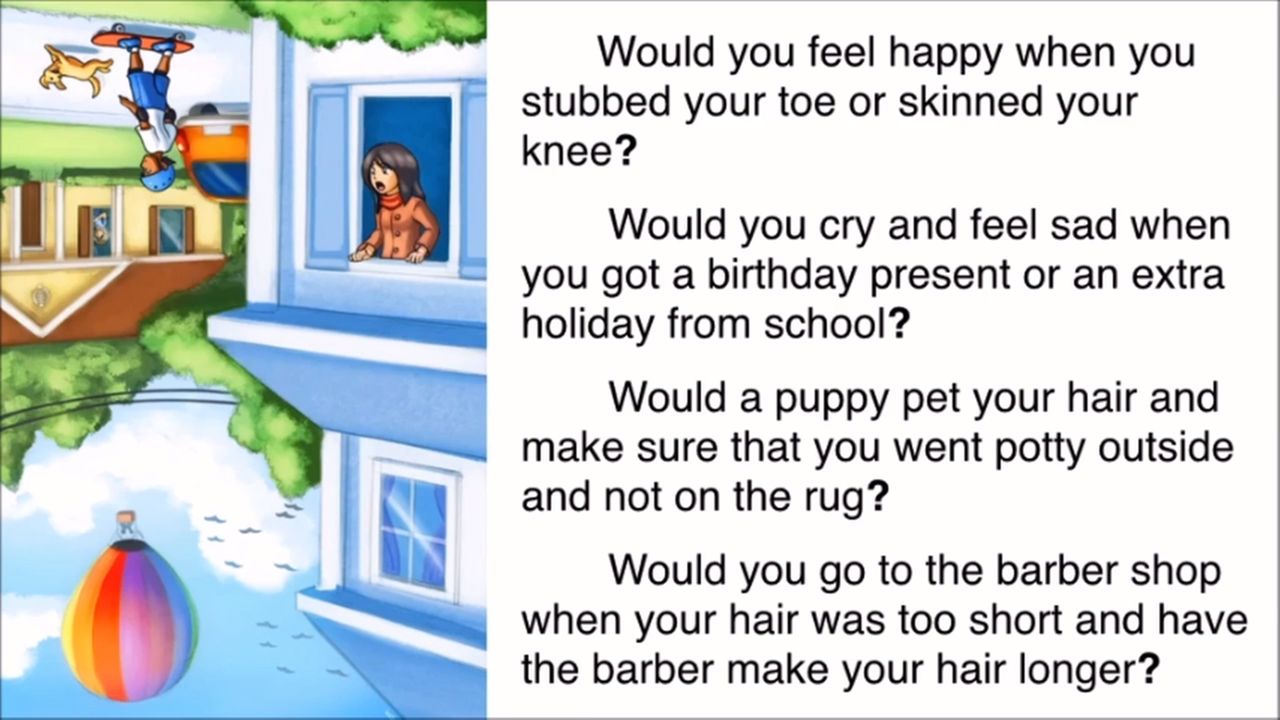 Would you feel happy when you
stubbed your toe or skinned your
knee?
Would you cry and feel sad when
you got a birthday present or an extra
holiday from school?
Would a puppy pet your hair and
make sure that you went potty outside
and not on the rug?
Would you go to the barber shop
when your hair was too short and have
the barber make your hair longer?